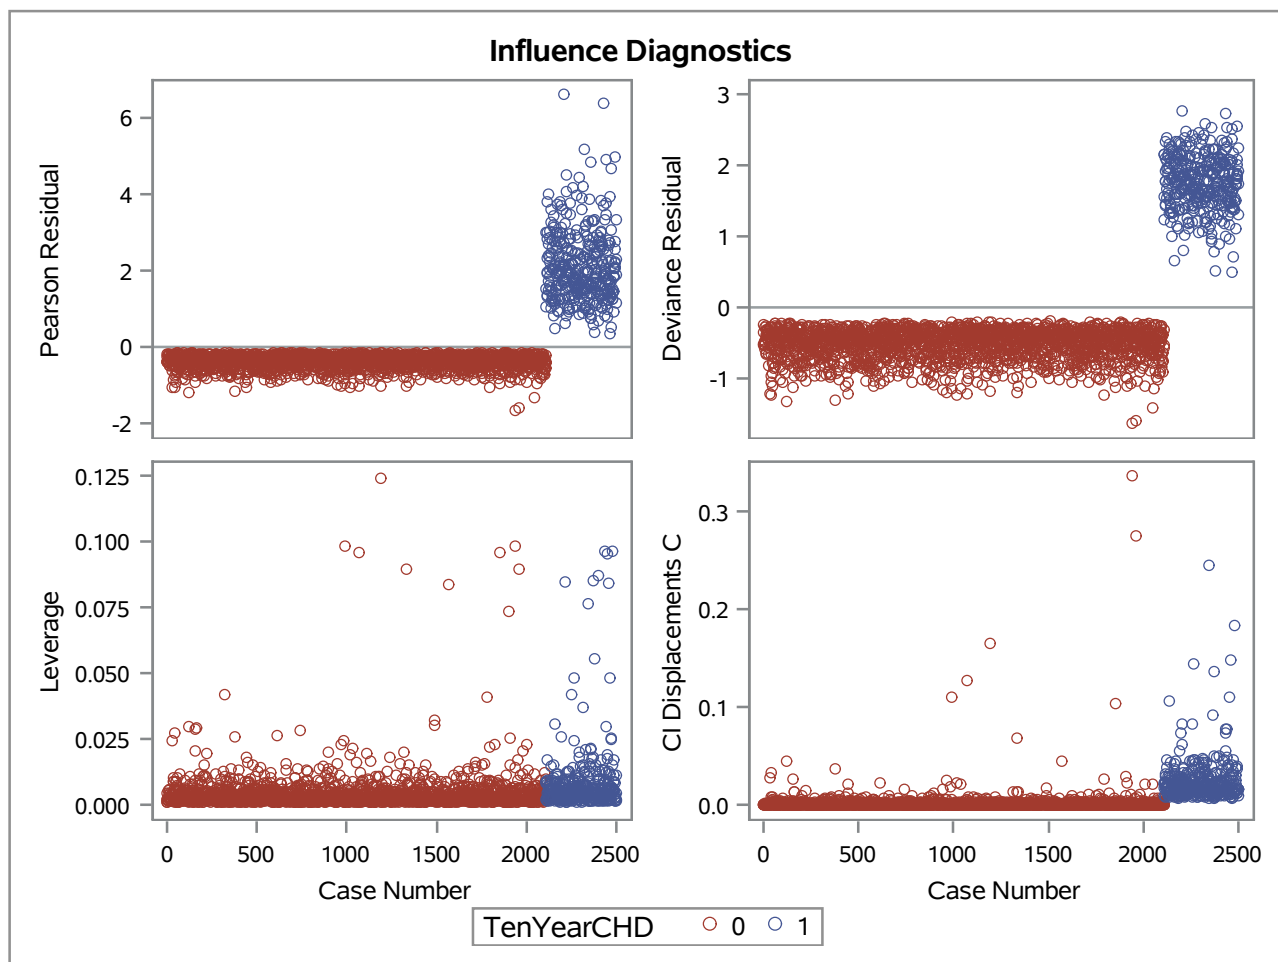 Influence Diagnostics
Pearson Residual
6
4
2
0
-2
Deviance Residual
3
2
1
0
-1
Leverage
0.125
0.100
0.075
0.050
0.025
0.000
0 500 1000 1500 2000 2500
Case Number
CI Displacements C
0.3
0.2
0.1
0.0
0 500 1000 1500 2000 2500
Case Number
TenYearCHD 0 1